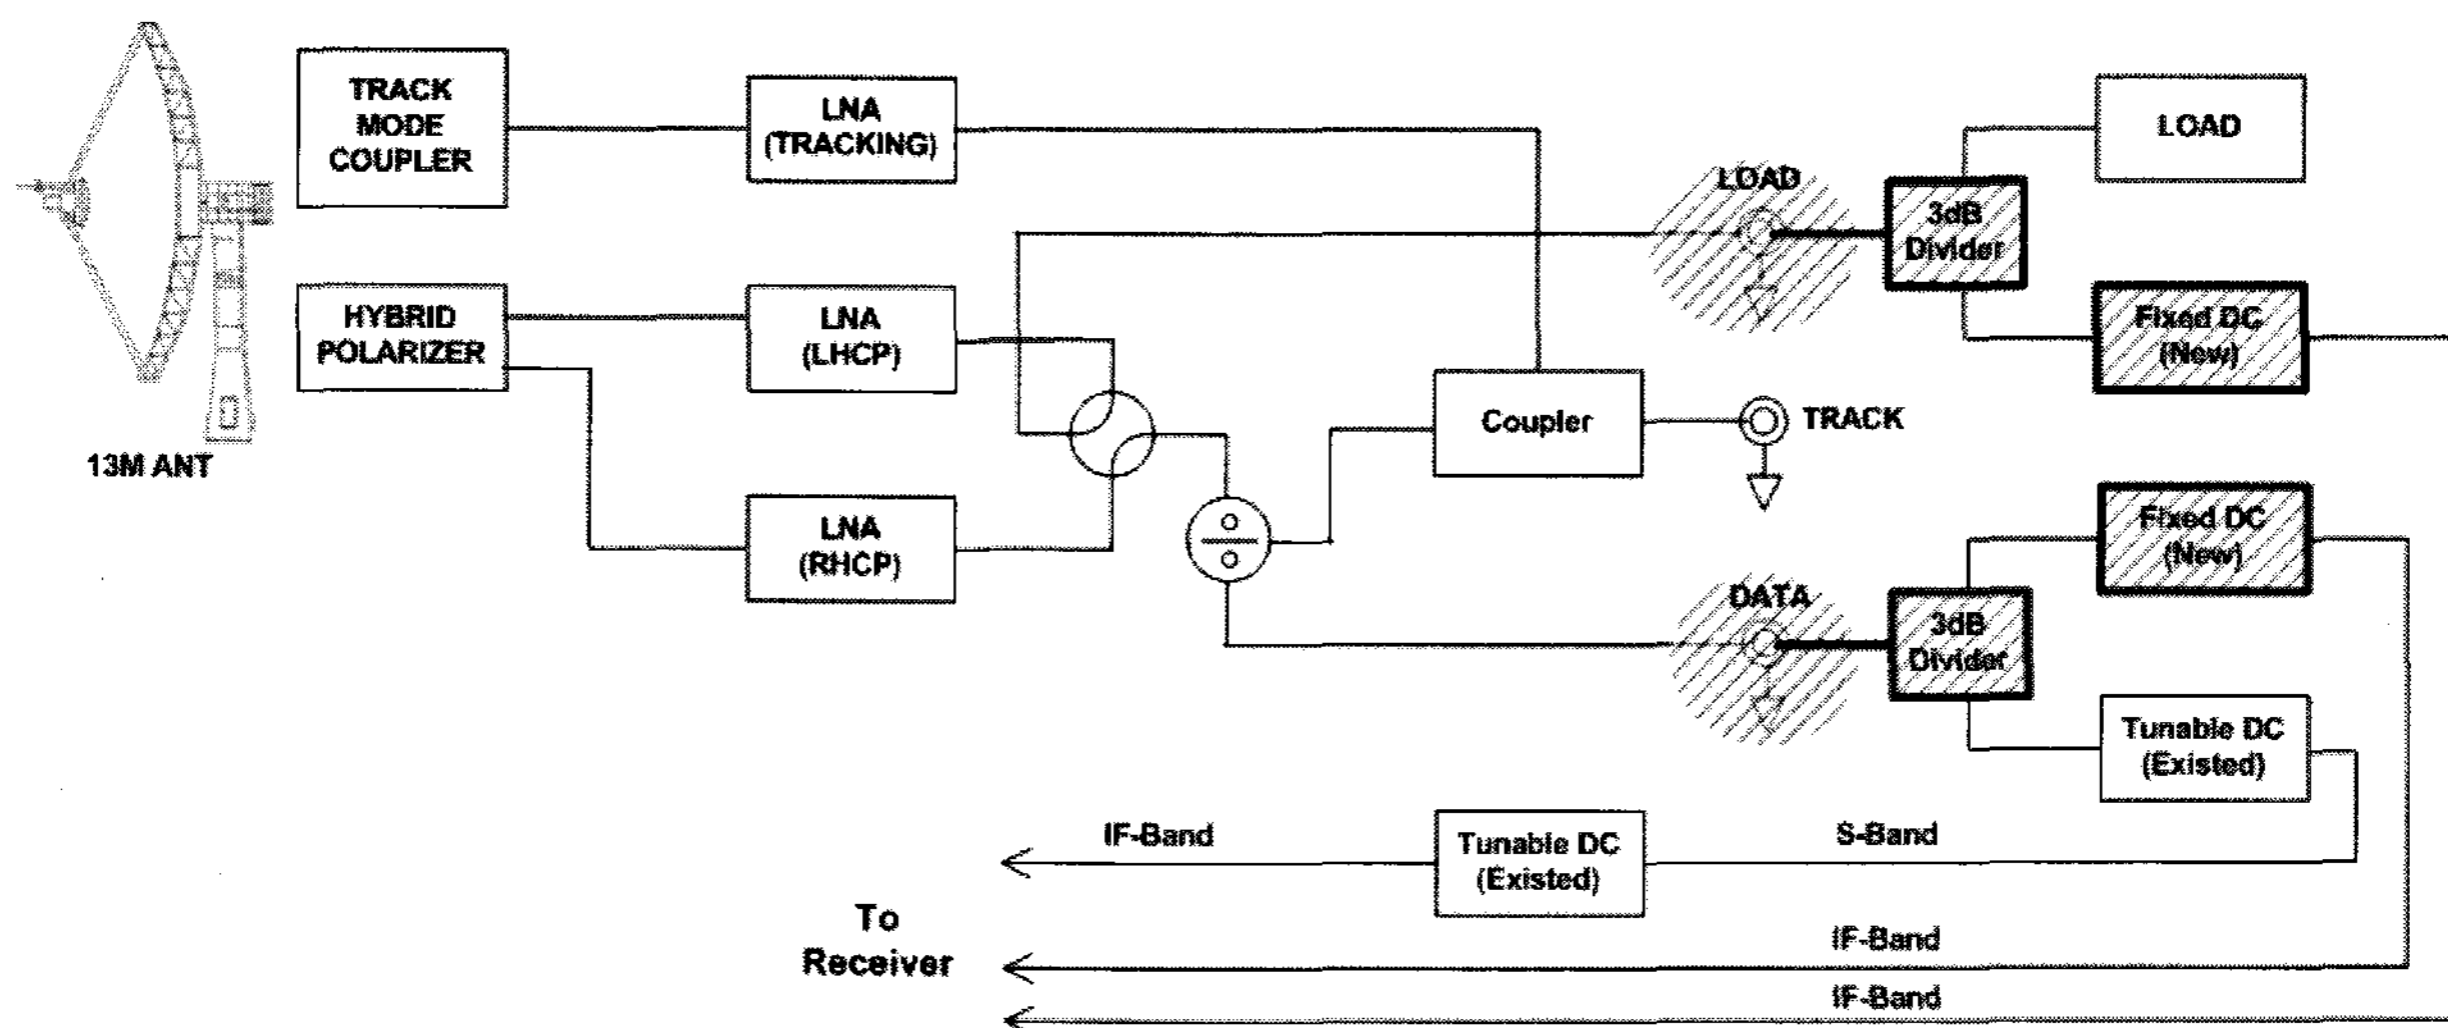 TRACK
MODE
COUPLER
LNA
(TRACKING)
LOAD
LOAD
3dB
Divider
HYBRID
POLARIZER
LNA
(LHCP)
Fixed DC
(New)
Coupler
TRACK
13M ANT
LNA
(RHCP)
Fixed DC
(New)
DATA
3dB
Divider
Tunable DC
(Existed)
IF-Band
Tunable DC
(Existed)
S-Band
To
Receiver
IF-Band
IF-Band